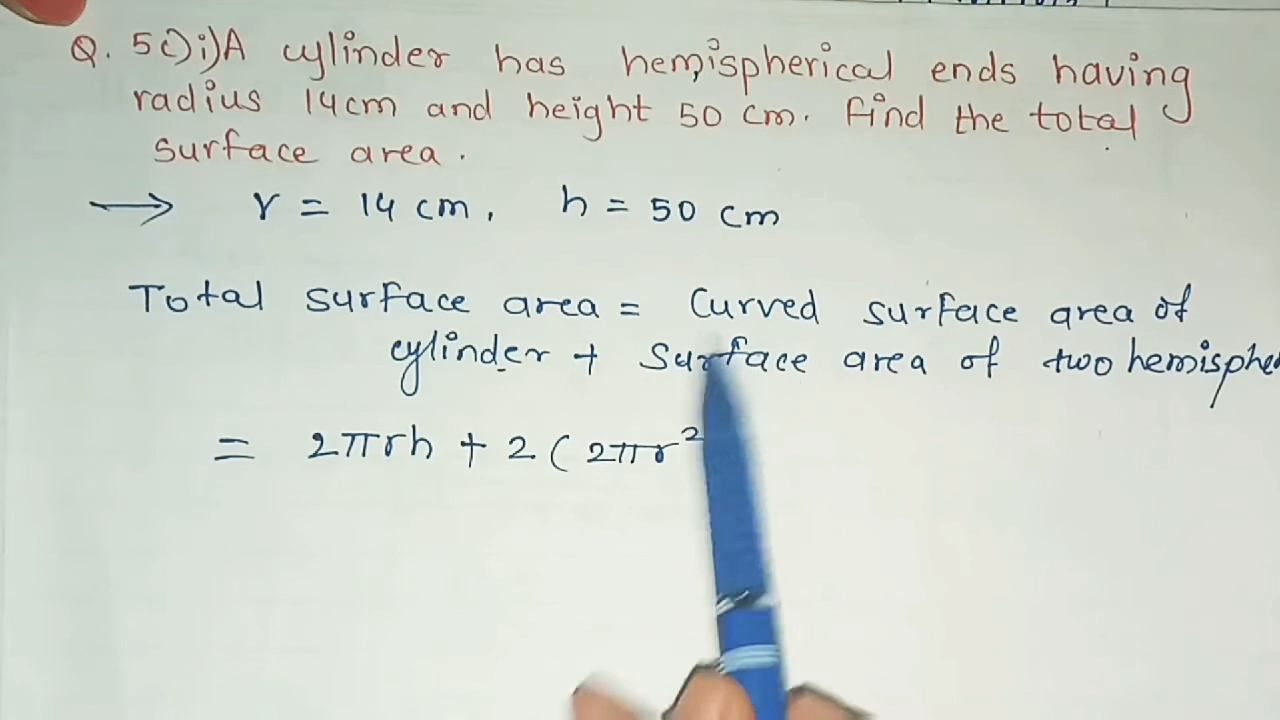 Q. 5c)i)A cylinder has hemispherical ends having
radius 14cm and height 50 cm. Find the total
surface area.
→ r = 14 cm, h = 50 cm
Total surface area = Curved surface area of
cylinder + Surface area of two hemisphe
= 2πrh + 2 ( 2πr²